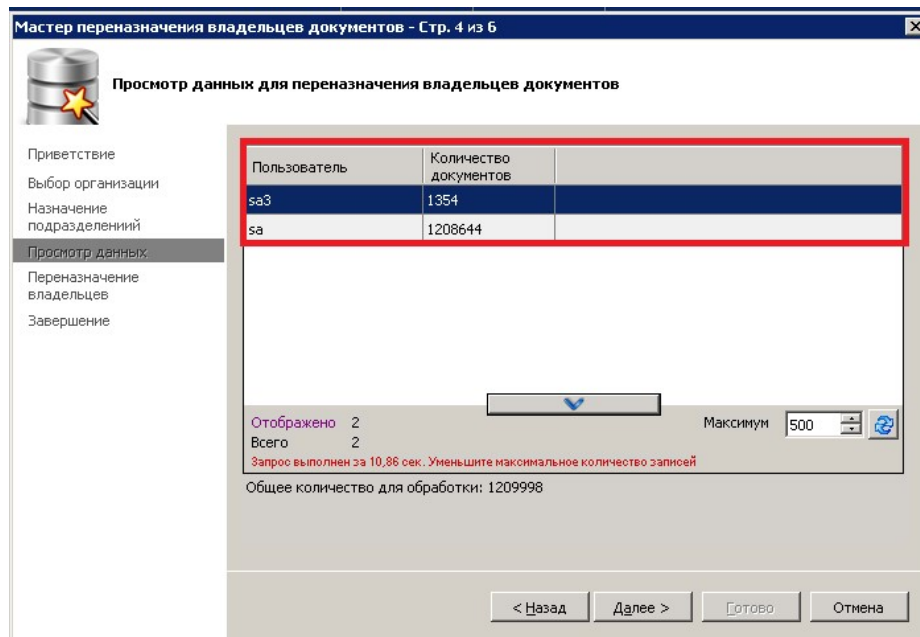 Мастер переназначения владельцев документов - Стр. 4 из 6
Просмотр данных для переназначения владельцев документов
Приветствие
Выбор организации
Назначение
подразделениий
Просмотр данных
Переназначение
владельцев
Завершение
Пользователь
Количество
документов
sa3 1354
sa 1208644
Отображено 2
Всего 2
Максимум 500
Запрос выполнен за 10,86 сек. Уменьшите максимальное количество записей
Общее количество для обработки: 1209998
< Назад
Далее >
Готово
Отмена